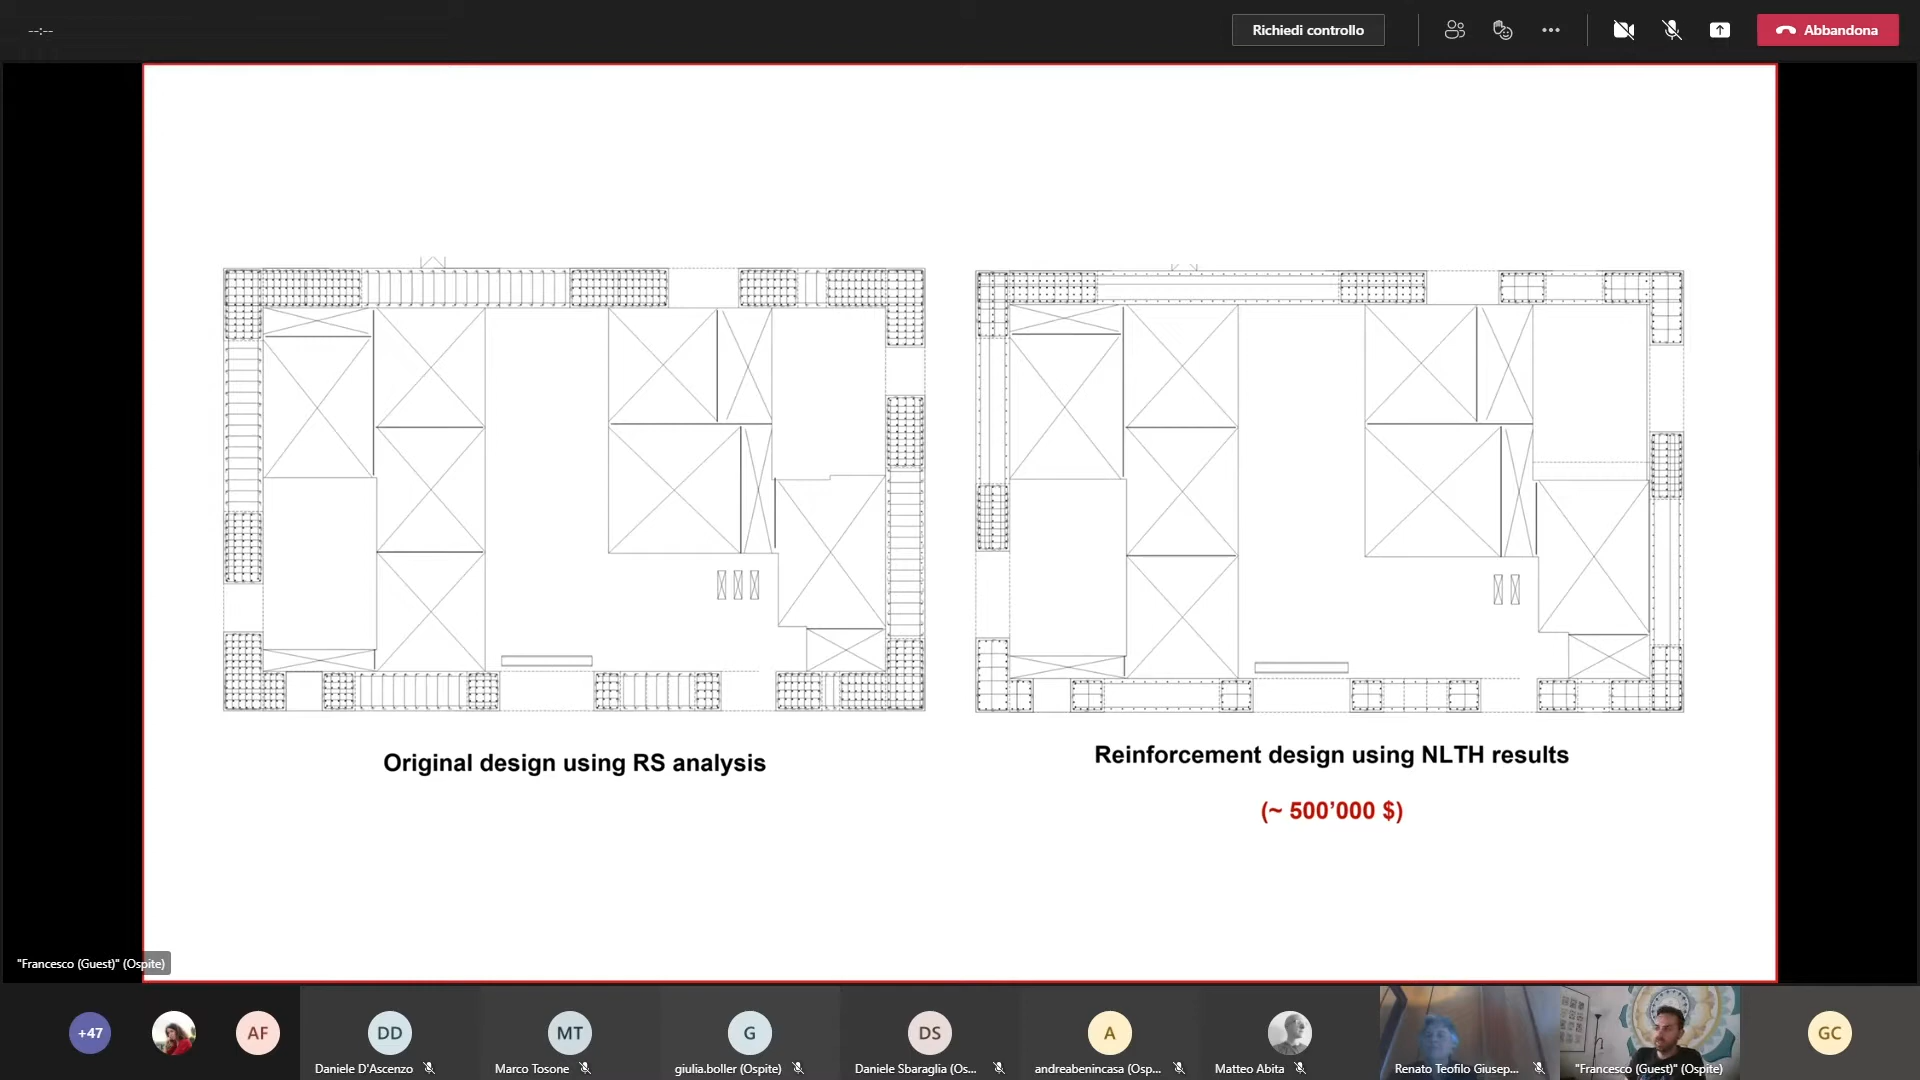 --:--
Richiedi controllo
Abbandona
Original design using RS analysis
Reinforcement design using NLTH results
(~ 500’000 $)
"Francesco (Guest)" (Ospite)
+47
AF
DD
MT
G
DS
A
GC
Daniele D'Ascenzo
Marco Tosone
giulia.boller (Ospite)
Daniele Sbaraglia (Os...
andreabenincasa (Osp...
Matteo Abita
Renato Teofilo Giusep...
"Francesco (Guest)" (Ospite)